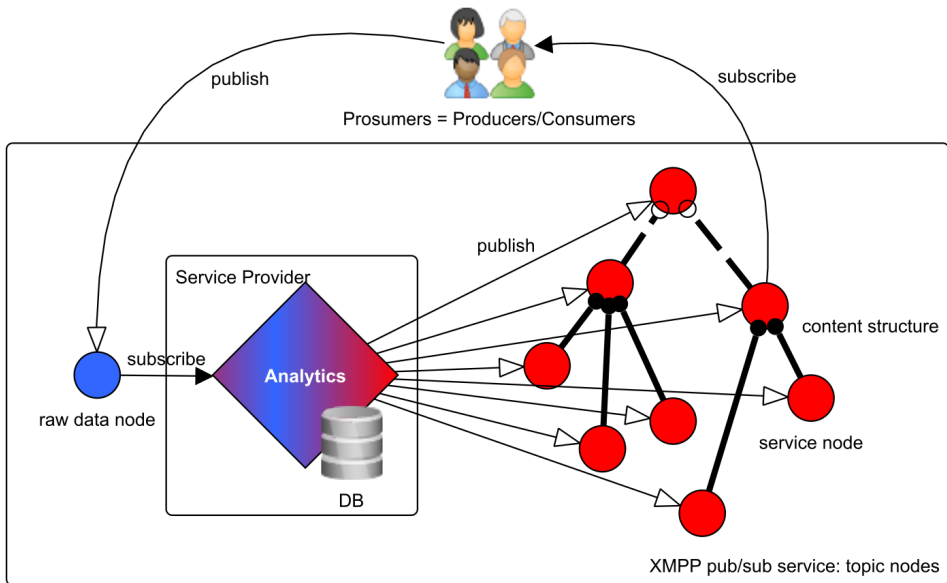 publish
subscribe
Prosumers = Producers/Consumers
publish
Service Provider
content structure
subscribe
Analytics
raw data node
service node
DB
XMPP pub/sub service: topic nodes